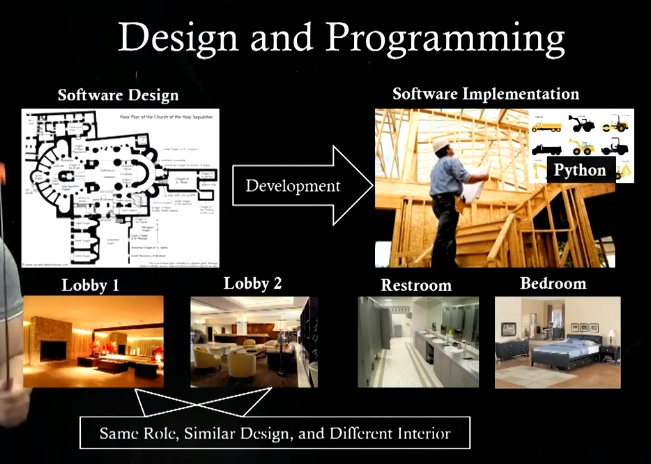 Design and Programming
Software Design
Software Implementation
Floor Plan of the Church of the Holy Sepulcher
Development
Python
Lobby 1
Lobby 2
Restroom
Bedroom
Same Role, Similar Design, and Different Interior